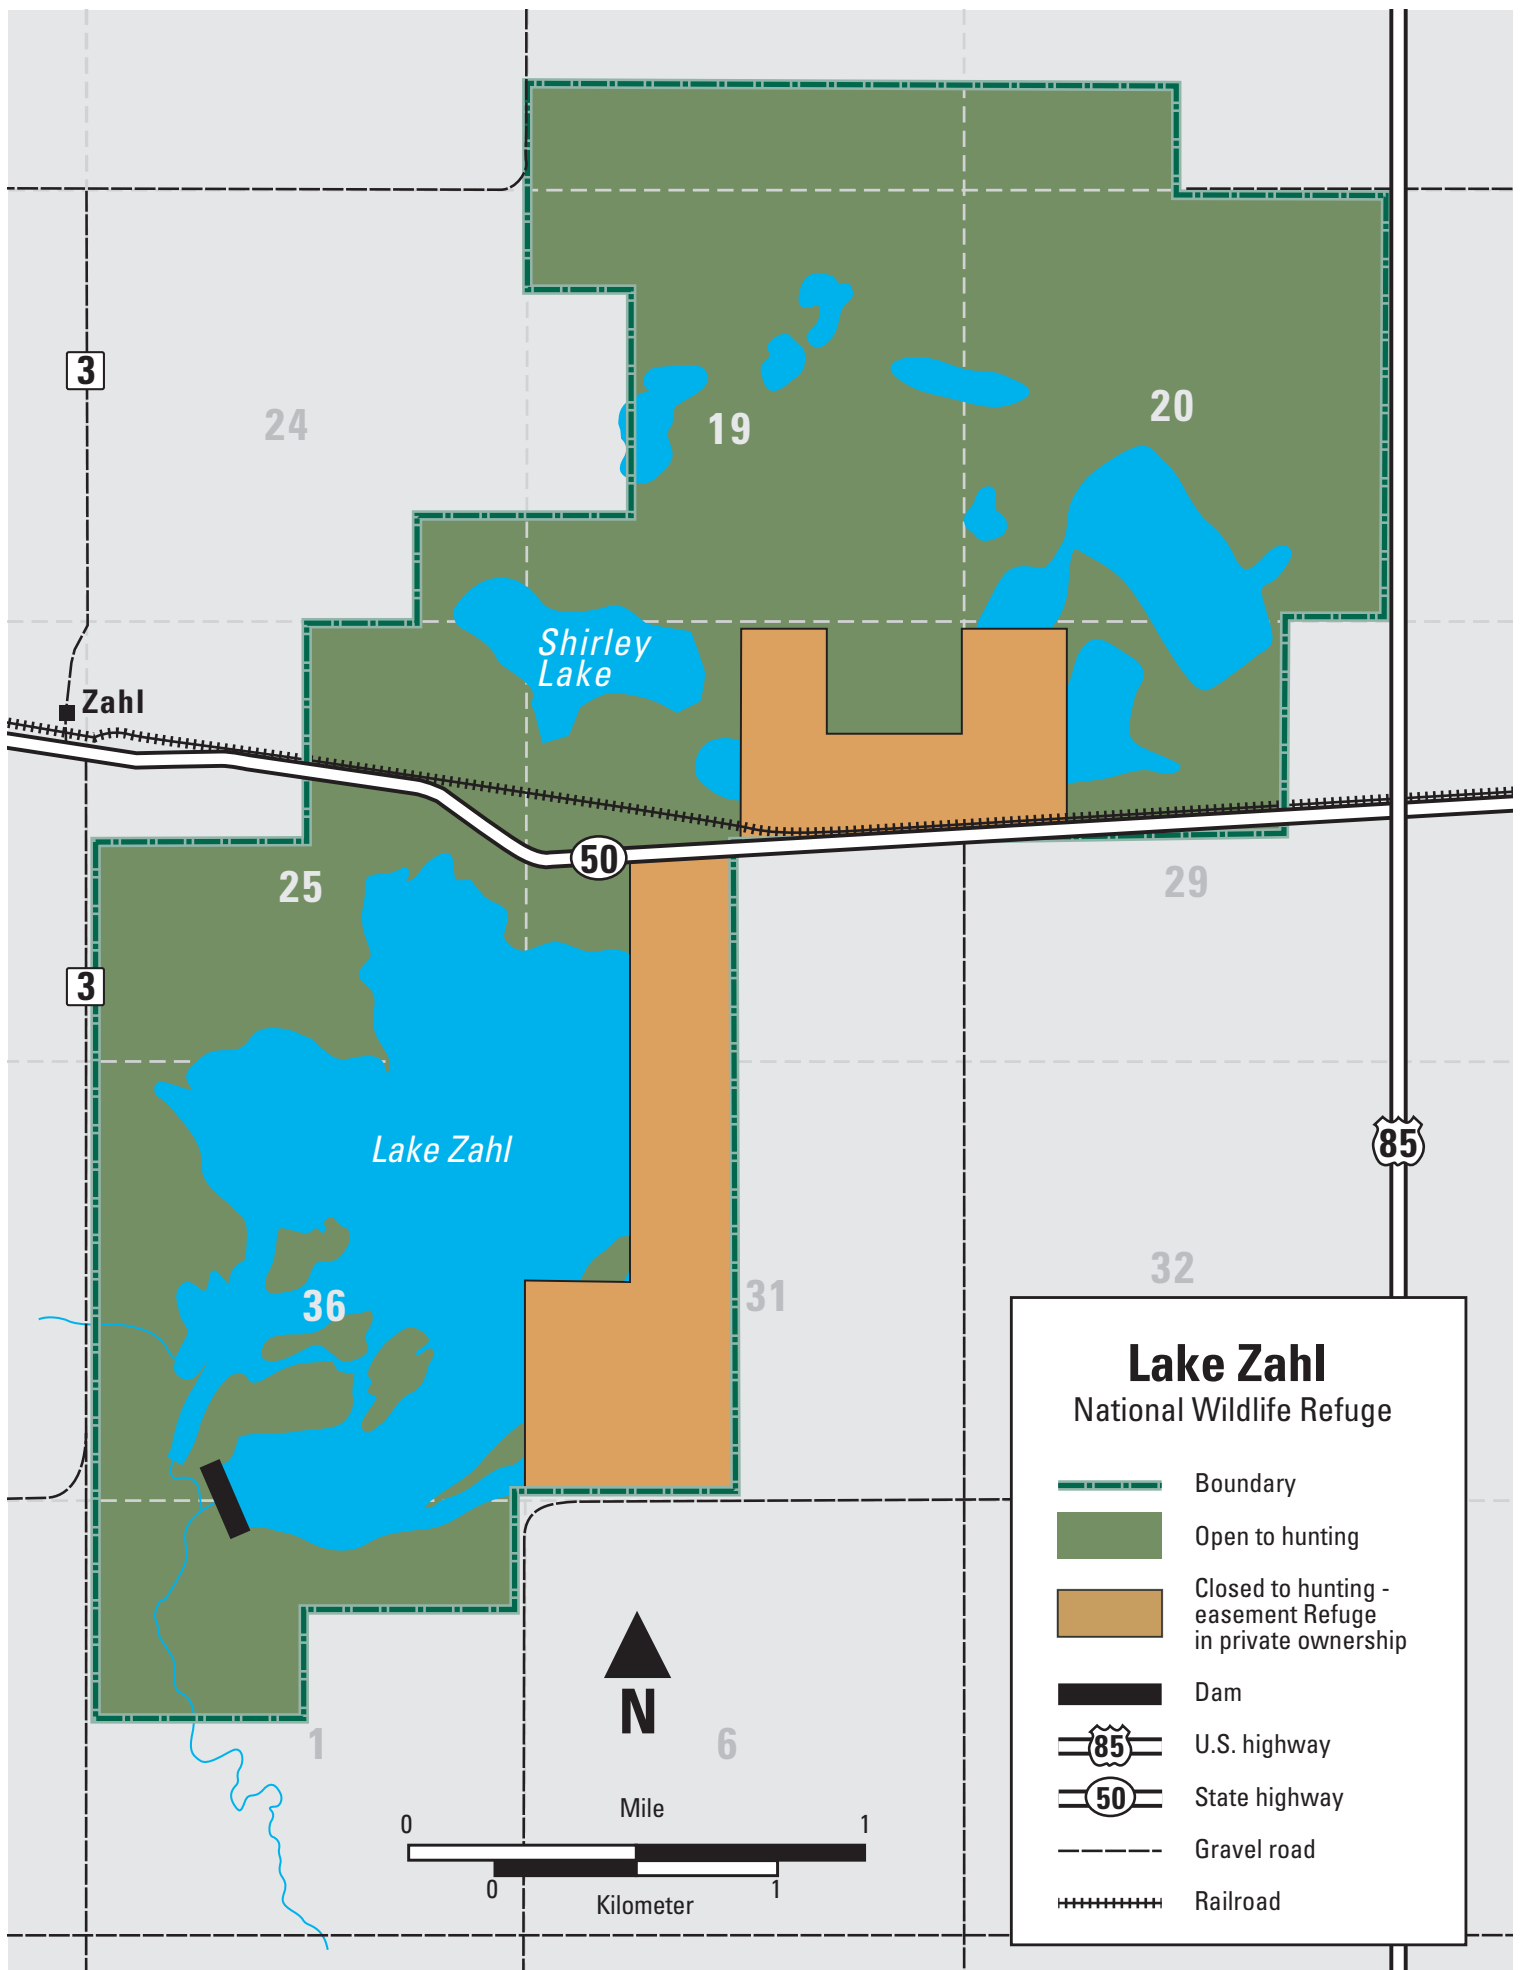 3
24
19
20
Shirley
Lake
Zahl
50
25
29
3
85
Lake Zahl
36
31
32
1
6
N
Mile
0
1
0
1
Kilometer
Lake Zahl
National Wildlife Refuge
Boundary
Open to hunting
Closed to hunting -
easement Refuge
in private ownership
Dam
85
U.S. highway
50
State highway
Gravel road
Railroad